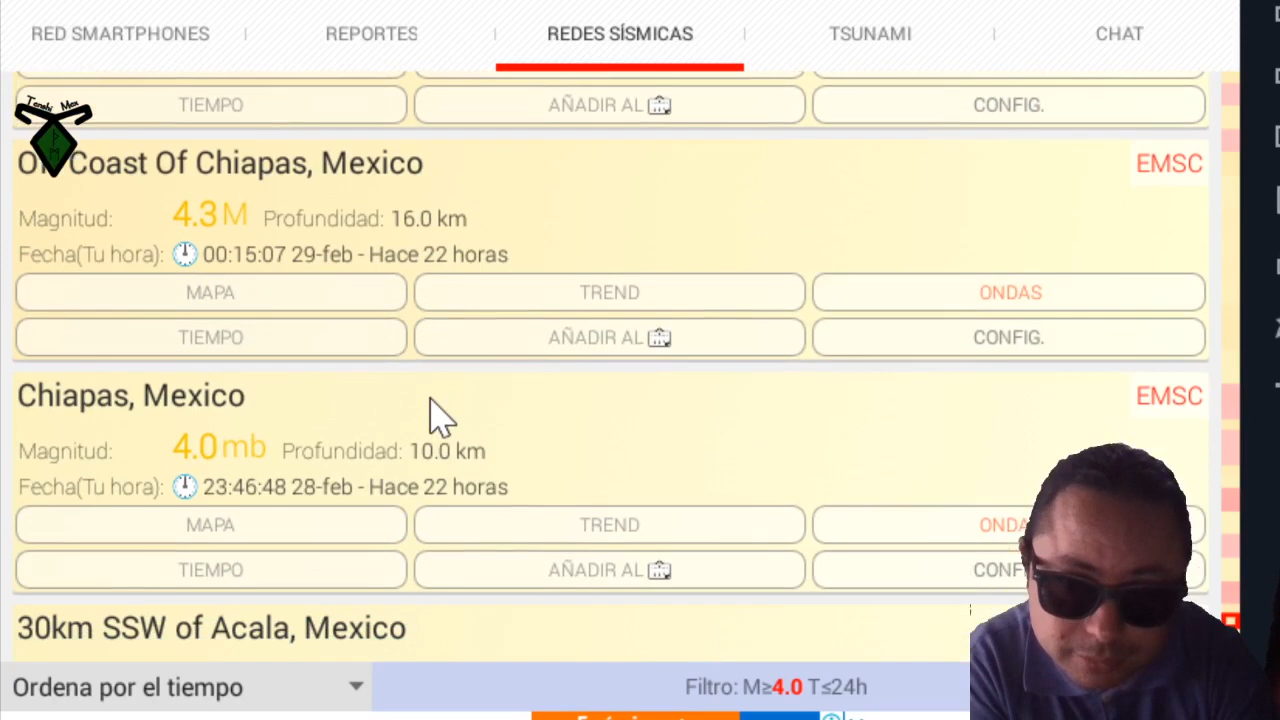 RED SMARTPHONES REPORTES REDES SÍSMICAS TSUNAMI CHAT
TIEMPO AÑADIR AL CONFIG.
Tenshi Mex
Coast Of Chiapas, Mexico EMSC
Magnitud: 4.3 M Profundidad: 16.0 km
Fecha(Tu hora): 00:15:07 29-feb - Hace 22 horas
MAPA TREND ONDAS
TIEMPO AÑADIR AL CONFIG.
Chiapas, Mexico EMSC
Magnitud: 4.0 mb Profundidad: 10.0 km
Fecha(Tu hora): 23:46:48 28-feb - Hace 22 horas
MAPA TREND
TIEMPO AÑADIR AL
30km SSW of Acala, Mexico
Ordena por el tiempo Filtro: M≥4.0 T≤24h